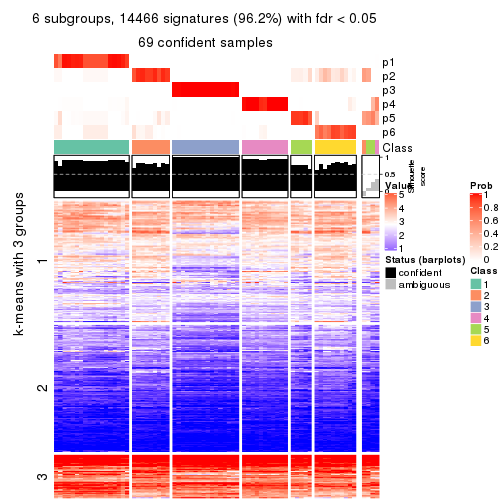 6 subgroups, 14466 signatures (96.2%) with fdr < 0.05
69 confident samples
p1
p2
p3
p4
p5
p6
Class
1
0.5
0
Silhouette
score
k-means with 3 groups
1
2
3
Value
5
4
3
2
1
Status (barplots)
confident
ambiguous
Prob
1
0.8
0.6
0.4
0.2
0
Class
1
2
3
4
5
6